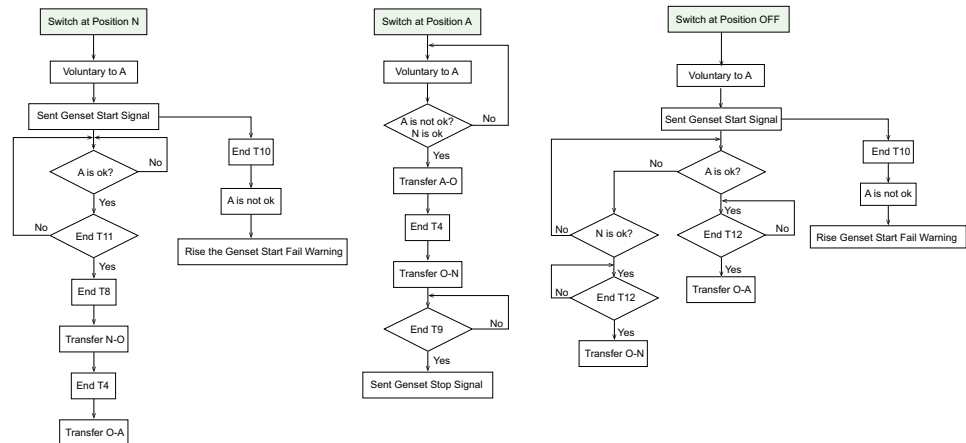 Switch at Position N
Voluntary to A
Sent Genset Start Signal
End T10
A is not ok
Rise the Genset Start Fail Warning
A is ok?
No
Yes
End T11
No
Yes
End T8
Transfer N-O
End T4
Transfer O-A
Switch at Position A
Voluntary to A
A is not ok?
N is ok
No
Yes
Transfer A-O
End T4
Transfer O-N
End T9
No
Yes
Sent Genset Stop Signal
Switch at Position OFF
Voluntary to A
Sent Genset Start Signal
End T10
A is not ok
Rise Genset Start Fail Warning
A is ok?
No
Yes
End T12
No
Yes
Transfer O-A
N is ok?
No
Yes
End T12
No
Yes
Transfer O-N